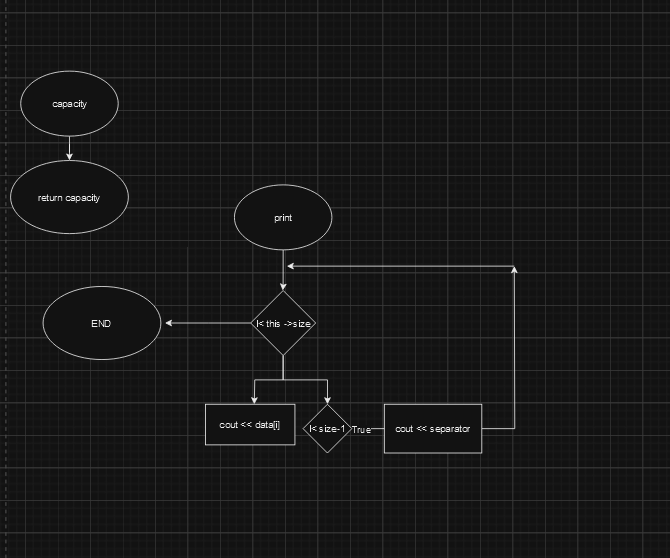 capacity
return capacity
print
I< this ->size
END
cout << data[i]
I< size-1
True
cout << separator